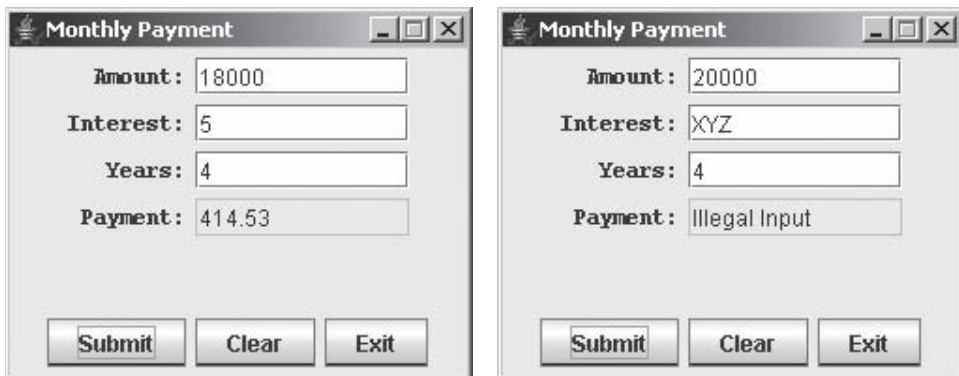 Monthly Payment
Amount: 18000
Interest: 5
Years: 4
Payment: 414.53
Submit Clear Exit
Monthly Payment
Amount: 20000
Interest: XYZ
Years: 4
Payment: Illegal Input
Submit Clear Exit